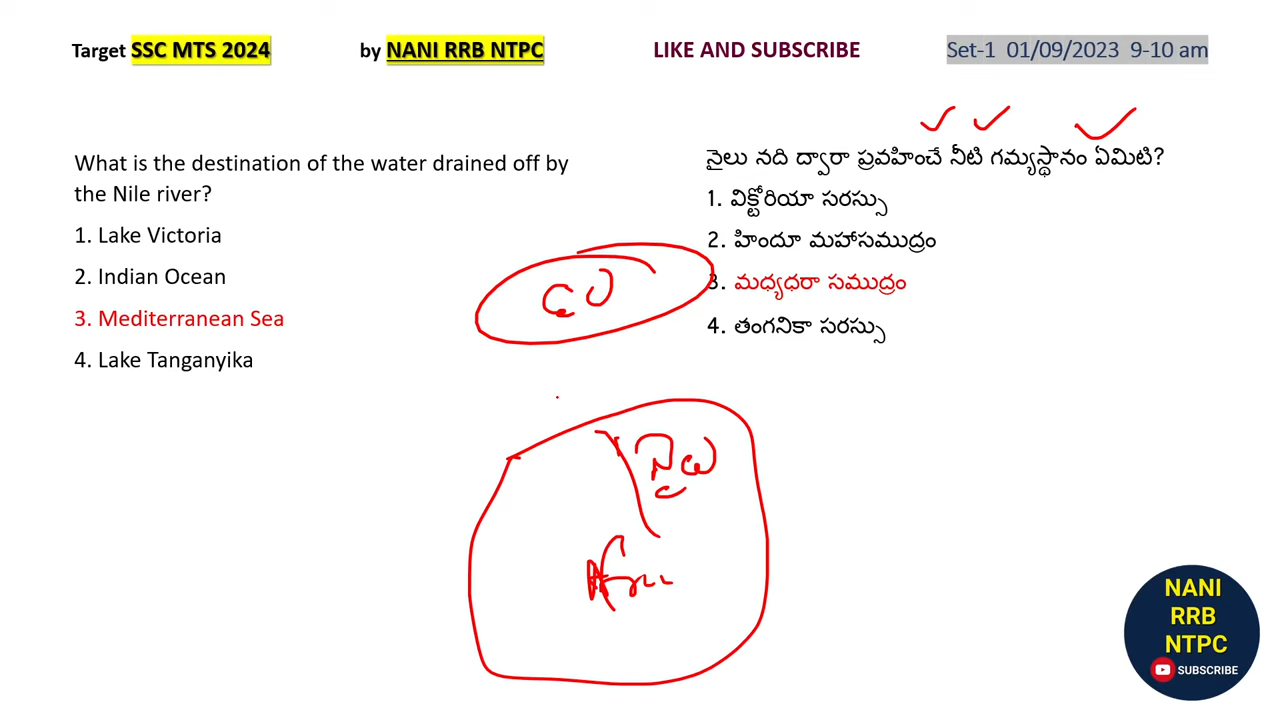 Target SSC MTS 2024 by NANI RRB NTPC LIKE AND SUBSCRIBE Set-1 01/09/2023 9-10 am
What is the destination of the water drained off by
the Nile river?
1. Lake Victoria
2. Indian Ocean
3. Mediterranean Sea
4. Lake Tanganyika
నైలు నది ద్వారా ప్రవహించే నీటి గమ్యస్థానం ఏమిటి?
1. విక్టోరియా సరస్సు
2. హిందూ మహాసముద్రం
3. మధ్యధరా సముద్రం
4. తంగనికా సరస్సు
నైలు
NANI
RRB
NTPC
SUBSCRIBE